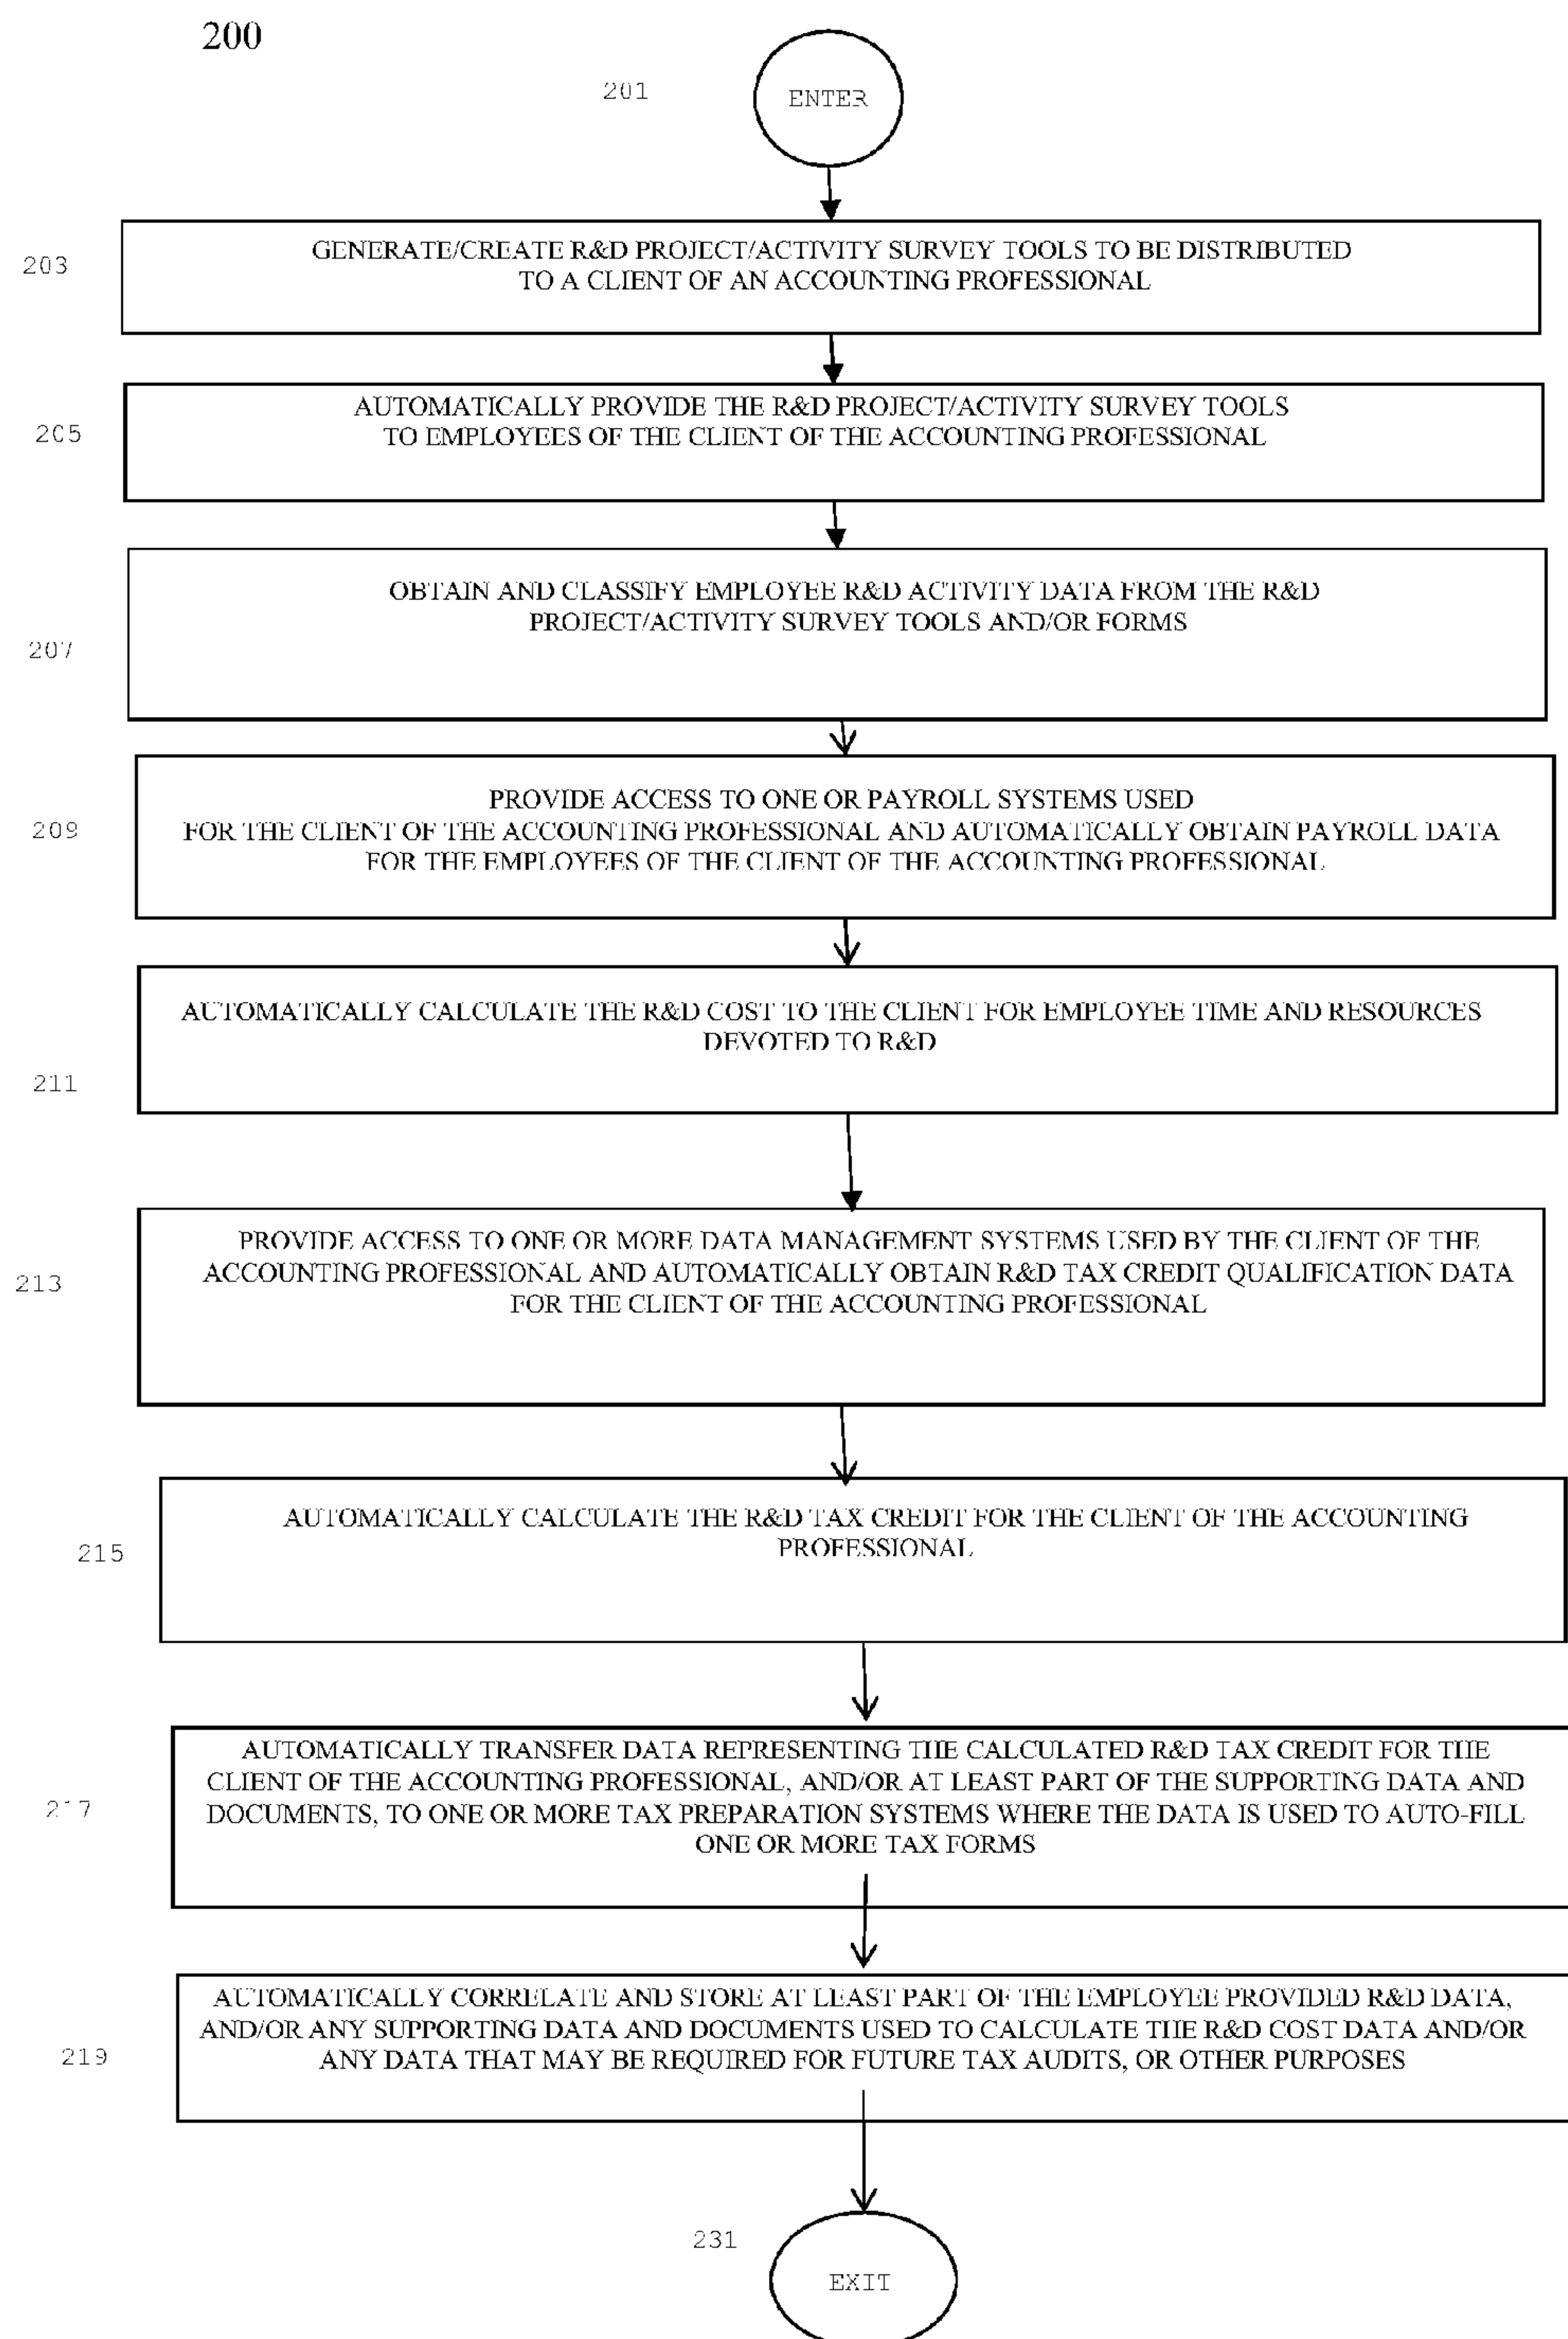 200
201
ENTER
203
GENERATE/CREATE R&D PROJECT/ACTIVITY SURVEY TOOLS TO BE DISTRIBUTED
TO A CLIENT OF AN ACCOUNTING PROFESSIONAL
205
AUTOMATICALLY PROVIDE THE R&D PROJECT/ACTIVITY SURVEY TOOLS
TO EMPLOYEES OF THE CLIENT OF THE ACCOUNTING PROFESSIONAL
207
OBTAIN AND CLASSIFY EMPLOYEE R&D ACTIVITY DATA FROM THE R&D
PROJECT/ACTIVITY SURVEY TOOLS AND/OR FORMS
209
PROVIDE ACCESS TO ONE OR PAYROLL SYSTEMS USED
FOR THE CLIENT OF THE ACCOUNTING PROFESSIONAL AND AUTOMATICALLY OBTAIN PAYROLL DATA
FOR THE EMPLOYEES OF THE CLIENT OF THE ACCOUNTING PROFESSIONAL
211
AUTOMATICALLY CALCULATE THE R&D COST TO THE CLIENT FOR EMPLOYEE TIME AND RESOURCES
DEVOTED TO R&D
213
PROVIDE ACCESS TO ONE OR MORE DATA MANAGEMENT SYSTEMS USED BY THE CLIENT OF THE
ACCOUNTING PROFESSIONAL AND AUTOMATICALLY OBTAIN R&D TAX CREDIT QUALIFICATION DATA
FOR THE CLIENT OF THE ACCOUNTING PROFESSIONAL
215
AUTOMATICALLY CALCULATE THE R&D TAX CREDIT FOR THE CLIENT OF THE ACCOUNTING
PROFESSIONAL
217
AUTOMATICALLY TRANSFER DATA REPRESENTING THE CALCULATED R&D TAX CREDIT FOR THE
CLIENT OF THE ACCOUNTING PROFESSIONAL, AND/OR AT LEAST PART OF THE SUPPORTING DATA AND
DOCUMENTS, TO ONE OR MORE TAX PREPARATION SYSTEMS WHERE THE DATA IS USED TO AUTO-FILL
ONE OR MORE TAX FORMS
219
AUTOMATICALLY CORRELATE AND STORE AT LEAST PART OF THE EMPLOYEE PROVIDED R&D DATA,
AND/OR ANY SUPPORTING DATA AND DOCUMENTS USED TO CALCULATE THE R&D COST DATA AND/OR
ANY DATA THAT MAY BE REQUIRED FOR FUTURE TAX AUDITS, OR OTHER PURPOSES
231
EXIT